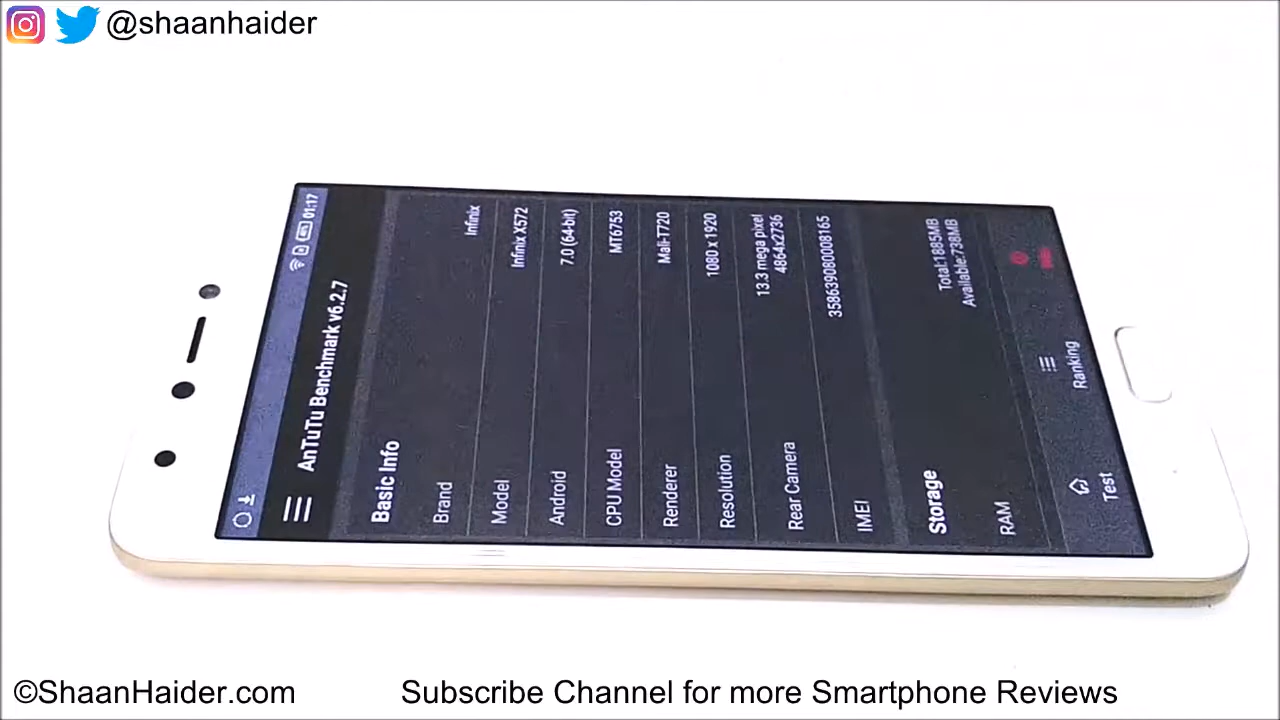 @shaanhaider
01:17
AnTuTu Benchmark v6.2.7
Basic Info
Brand Infinix
Model Infinix X572
Android 7.0 (64-bit)
CPU Model MT6753
Renderer Mali-T720
Resolution 1080 x 1920
Rear Camera 13.3 mega pixel
4864x2736
IMEI 358639080008165
Storage
RAM Total:1885MB
Available:738MB
Test
Ranking
©ShaanHaider.com
Subscribe Channel for more Smartphone Reviews